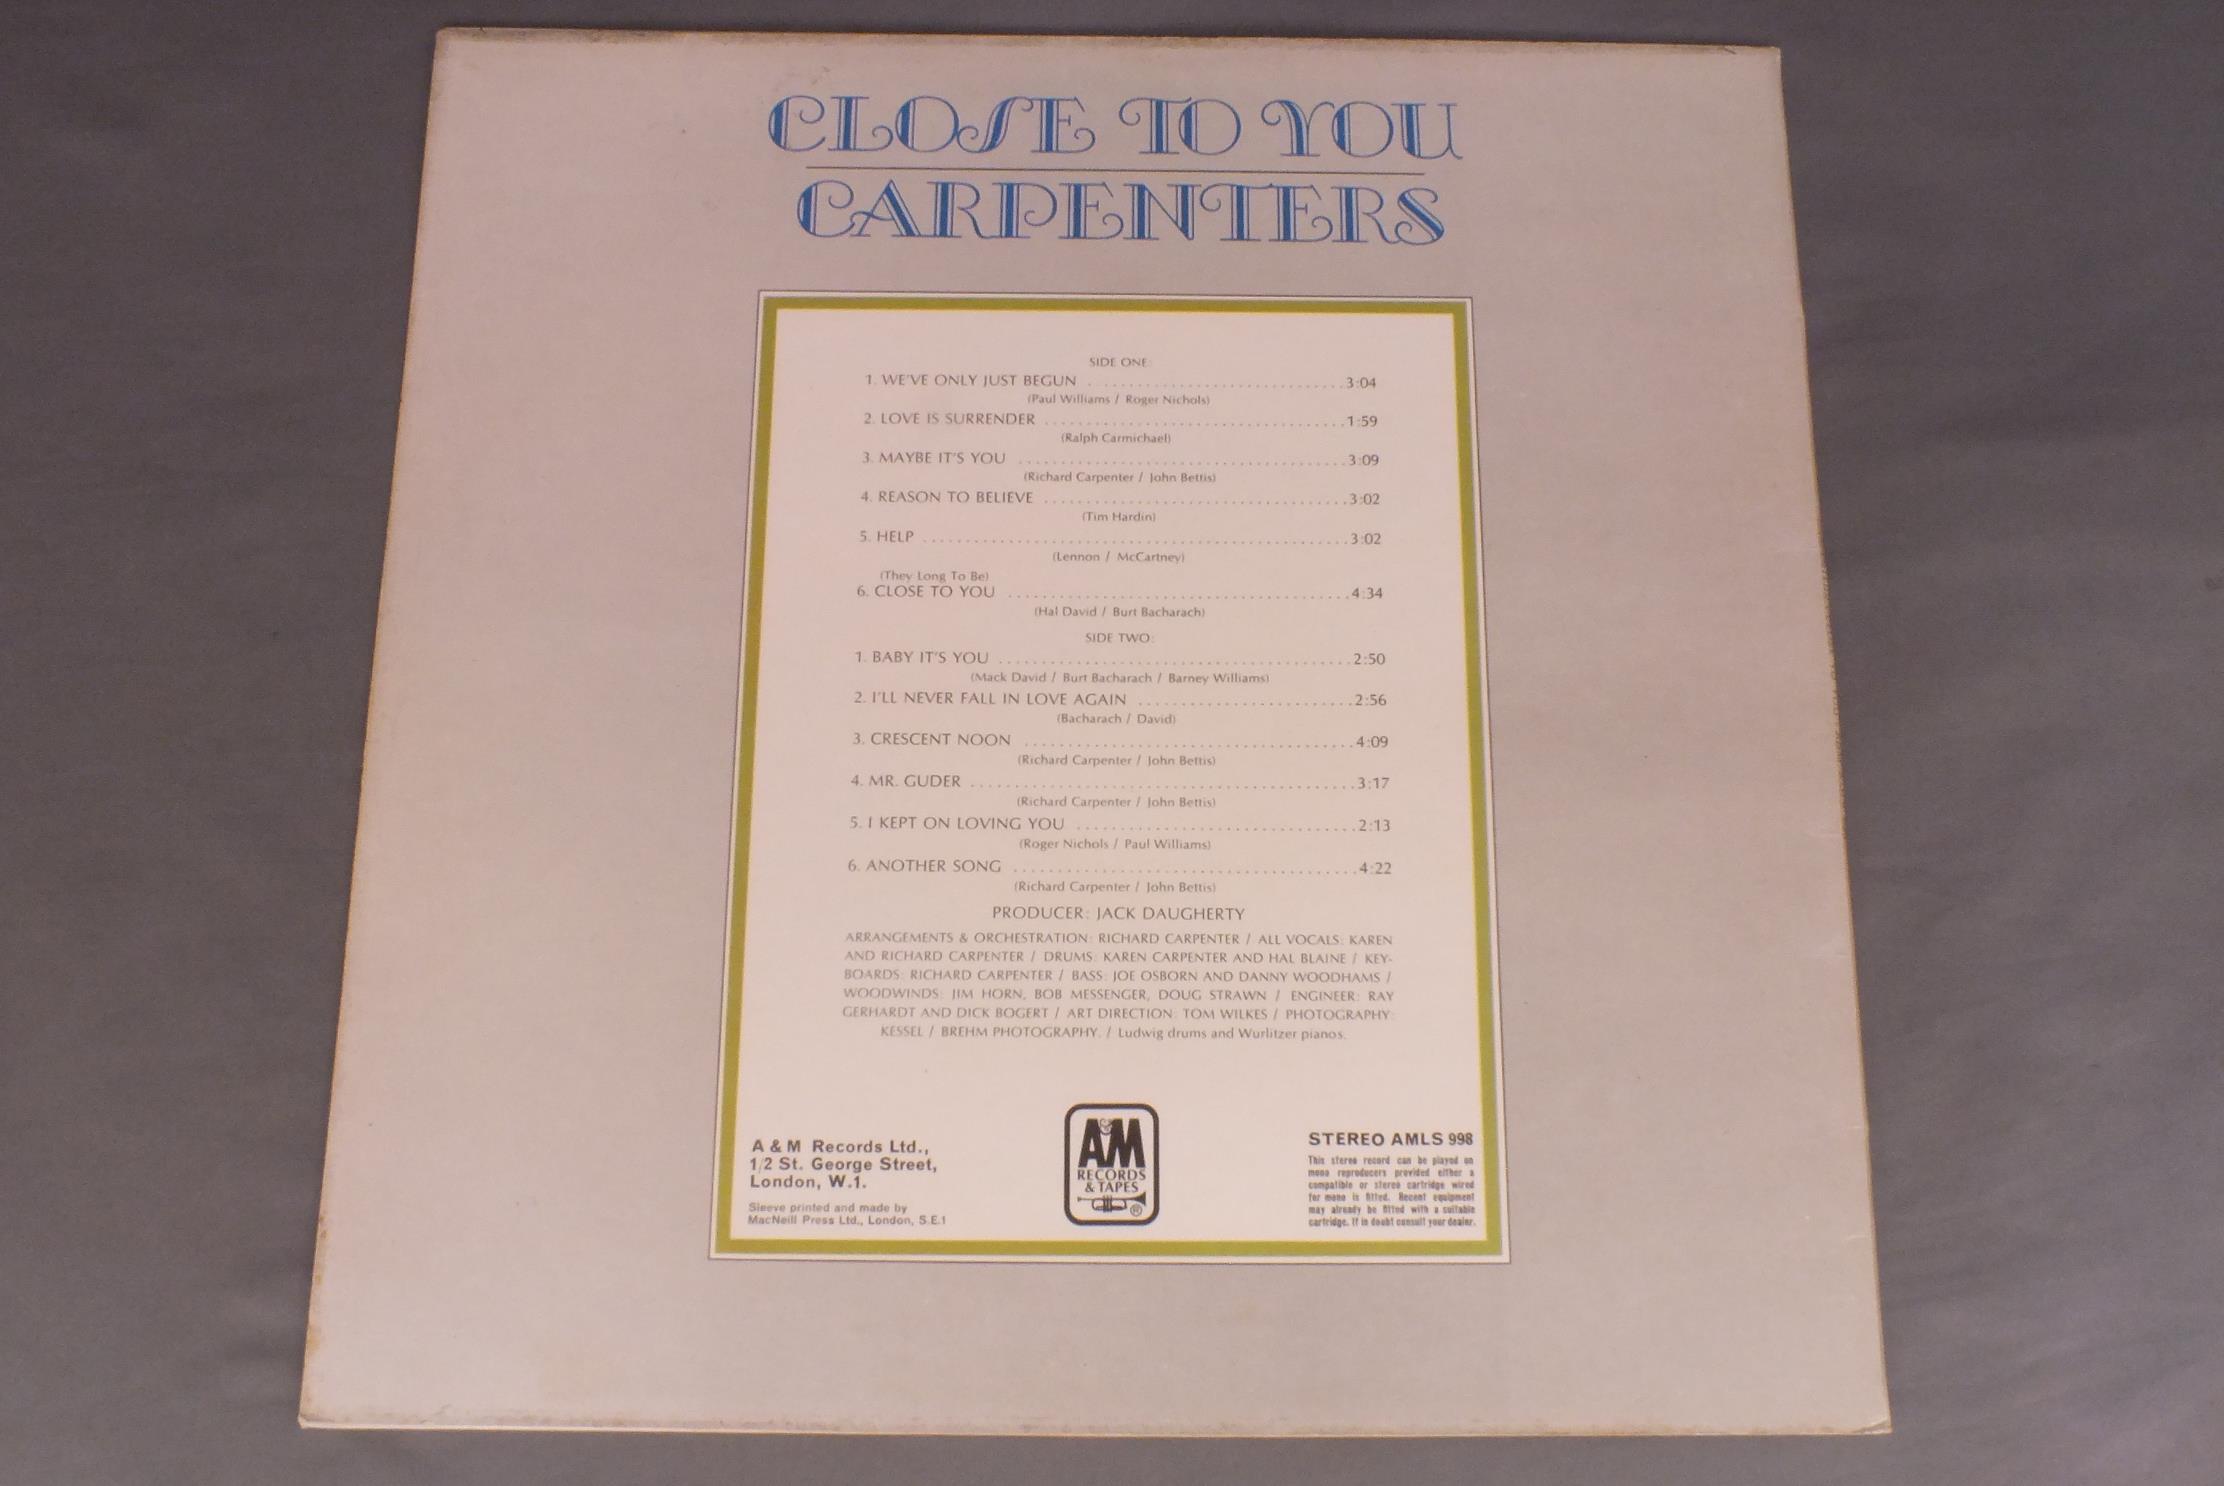 CLOSE TO YOU
CARPENTERS
SIDE ONE:
1. WE'VE ONLY JUST BEGUN ..............................3:04
(Paul Williams / Roger Nichols)
2. LOVE IS SURRENDER ..................................1:59
(Ralph Carmichael)
3. MAYBE IT'S YOU ......................................3:09
(Richard Carpenter / John Bettis)
4. REASON TO BELIEVE ...................................3:02
(Tim Hardin)
5. HELP .................................................3:02
(Lennon / McCartney)
(They Long To Be)
6. CLOSE TO YOU ........................................4:34
(Hal David / Burt Bacharach)
SIDE TWO:
1. BABY IT'S YOU ........................................2:50
(Mack David / Burt Bacharach / Barney Williams)
2. I'LL NEVER FALL IN LOVE AGAIN .........................2:56
(Bacharach / David)
3. CRESCENT NOON ......................................4:09
(Richard Carpenter / John Bettis)
4. MR. GUDER ............................................3:17
(Richard Carpenter / John Bettis)
5. I KEPT ON LOVING YOU ................................2:13
(Roger Nichols / Paul Williams)
6. ANOTHER SONG .......................................4:22
(Richard Carpenter / John Bettis)
PRODUCER: JACK DAUGHERTY
ARRANGEMENTS & ORCHESTRATION: RICHARD CARPENTER / ALL VOCALS: KAREN
AND RICHARD CARPENTER / DRUMS: KAREN CARPENTER AND HAL BLAINE / KEY-
BOARDS: RICHARD CARPENTER / BASS: JOE OSBORN AND DANNY WOODHAMS /
WOODWINDS: JIM HORN, BOB MESSENGER, DOUG STRAWN / ENGINEER: RAY
GERHARDT AND DICK BOGERT / ART DIRECTION: TOM WILKES / PHOTOGRAPHY:
KESSEL / BREHM PHOTOGRAPHY. / Ludwig drums and Wurlitzer pianos.
A & M Records Ltd.,
1/2 St. George Street,
London, W.1.
Sleeve printed and made by
MacNeill Press Ltd., London, S.E.1
A&M
RECORDS
& TAPES
®
STEREO AMLS 998
This stereo record can be played on
mono reproducers provided either a
compatible or stereo cartridge wired
for mono is fitted. Recent equipment
may already be fitted with a suitable
cartridge. If in doubt consult your dealer.